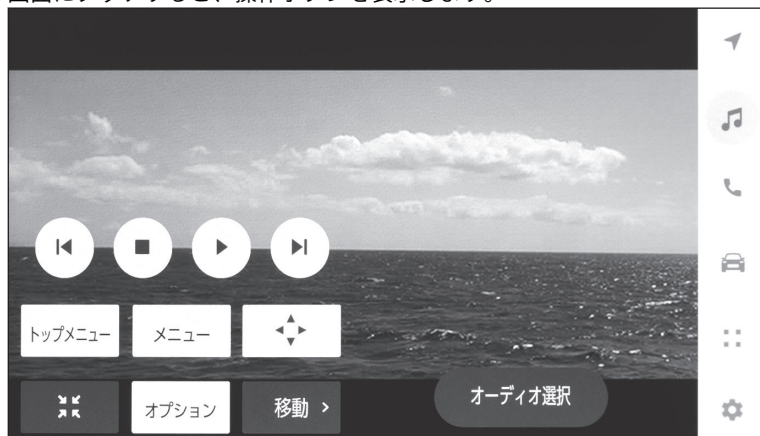 画面にタッチすると、操作ボタンを表示します。
トップメニュー
メニュー
オプション
移動
オーディオ選択